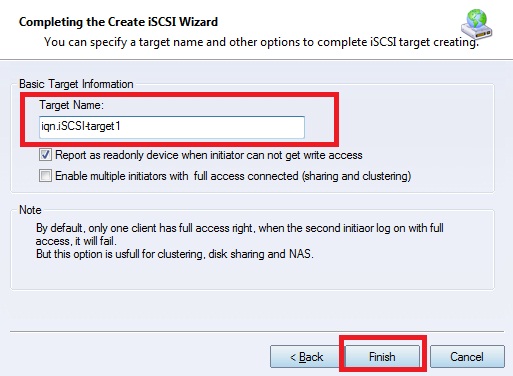 Completing the Create iSCSI Wizard
You can specify a target name and other options to complete iSCSI target creating.
Basic Target Information
Target Name:
iqn.iSCSI-target1
Report as readonly device when initiator can not get write access
Enable multiple initiators with full access connected (sharing and clustering)
Note
By default, only one client has full access right, when the second initiaor log on with full
access, it will fail.
But this option is usfull for clustering, disk sharing and NAS.
< Back
Finish
Cancel